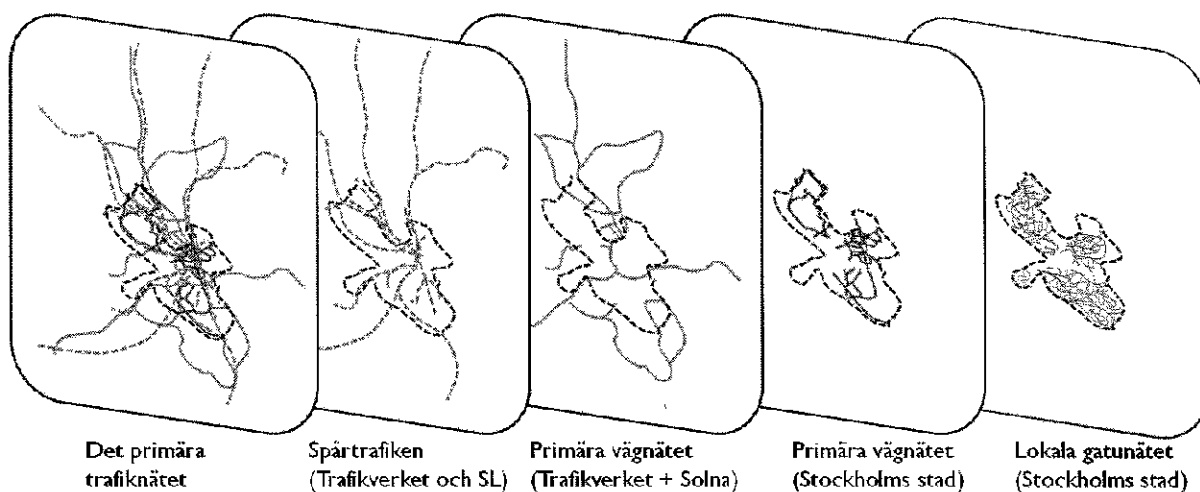 Det primära
trafiknätet
Spårtrafiken
(Trafikverket och SL)
Primära vägnätet
(Trafikverket + Solna)
Primära vägnätet
(Stockholms stad)
Lokala gatunätet
(Stockholms stad)